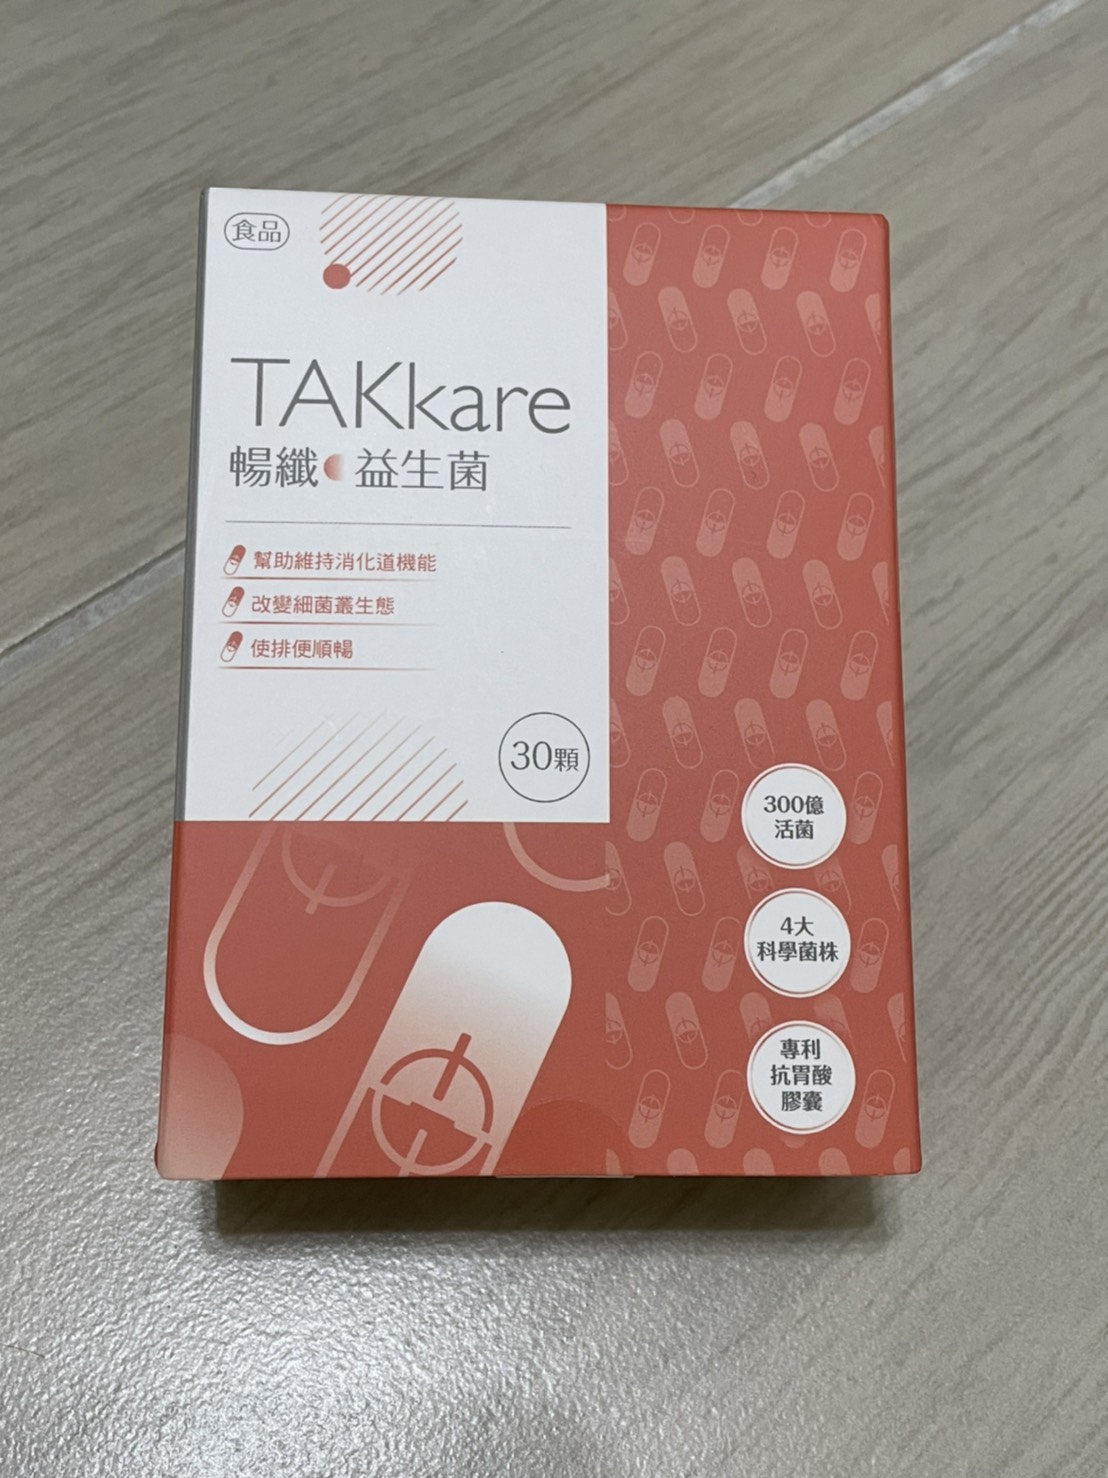 食品
TAKkare
暢纖 益生菌
幫助維持消化道機能
改變細菌叢生態
使排便順暢
30顆
300億
活菌
4大
科學菌株
專利
抗胃酸
膠囊